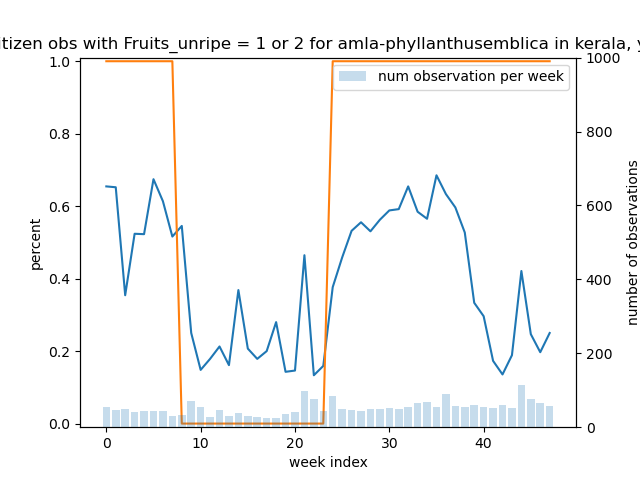 obs with Fruits_unripe = 1 or 2 for amla-phyllanthusemblica in kerala,
num observation per week
1.0
0.8
0.6
0.4
0.2
0.0
percent
1000
800
600
400
200
0
number of observations
0 10 20 30 40
week index